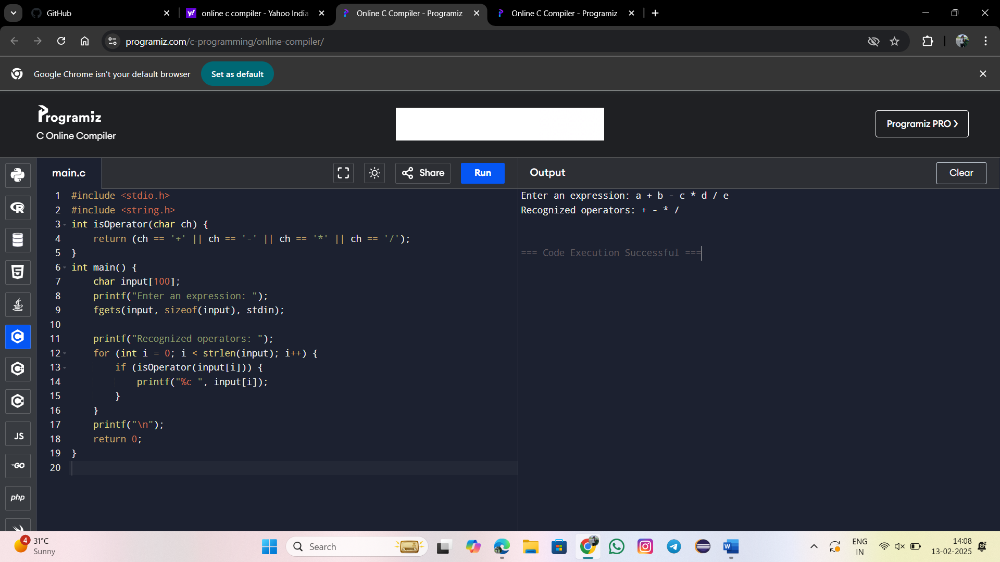 GitHub
online c compiler - Yahoo India
Online C Compiler - Programiz
Online C Compiler - Programiz
programiz.com/c-programming/online-compiler/
Google Chrome isn't your default browser
Set as default
Programiz
C Online Compiler
Programiz PRO
main.c
Share
Run
Output
Clear
1 #include <stdio.h>
2 #include <string.h>
3 int isOperator(char ch) {
4     return (ch == '+' || ch == '-' || ch == '*' || ch == '/');
5 }
6 int main() {
7     char input[100];
8     printf("Enter an expression: ");
9     fgets(input, sizeof(input), stdin);
10
11     printf("Recognized operators: ");
12     for (int i = 0; i < strlen(input); i++) {
13         if (isOperator(input[i])) {
14             printf("%c ", input[i]);
15         }
16     }
17     printf("\n");
18     return 0;
19 }
20
Enter an expression: a + b - c * d / e
Recognized operators: + - * /
=== Code Execution Successful ===
R
5
C
C
C
JS
GO
php
4
31°C
Sunny
Search
W
ENG
IN
14:08
13-02-2025